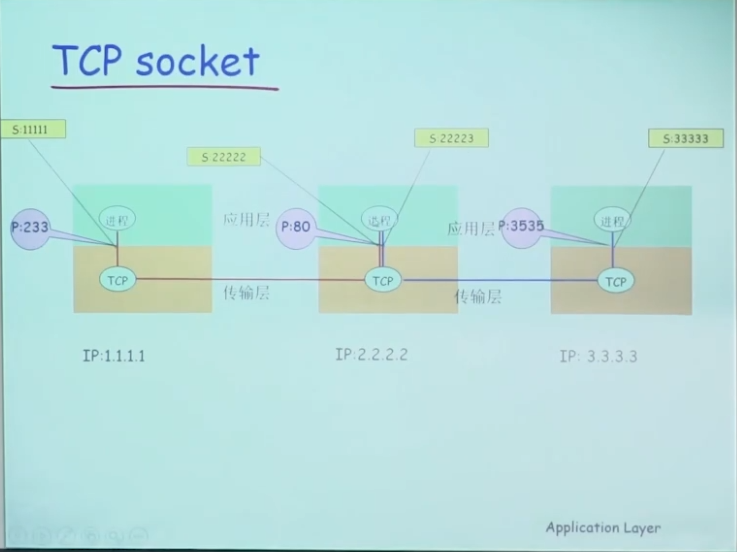 TCP socket
S:11111
S:22222
S:22223
S:33333
P:233
进程
应用层
P:80
进程
应用层
P:3535
进程
TCP
传输层
TCP
传输层
TCP
IP:1.1.1.1
IP:2.2.2.2
IP: 3.3.3.3
Application Layer